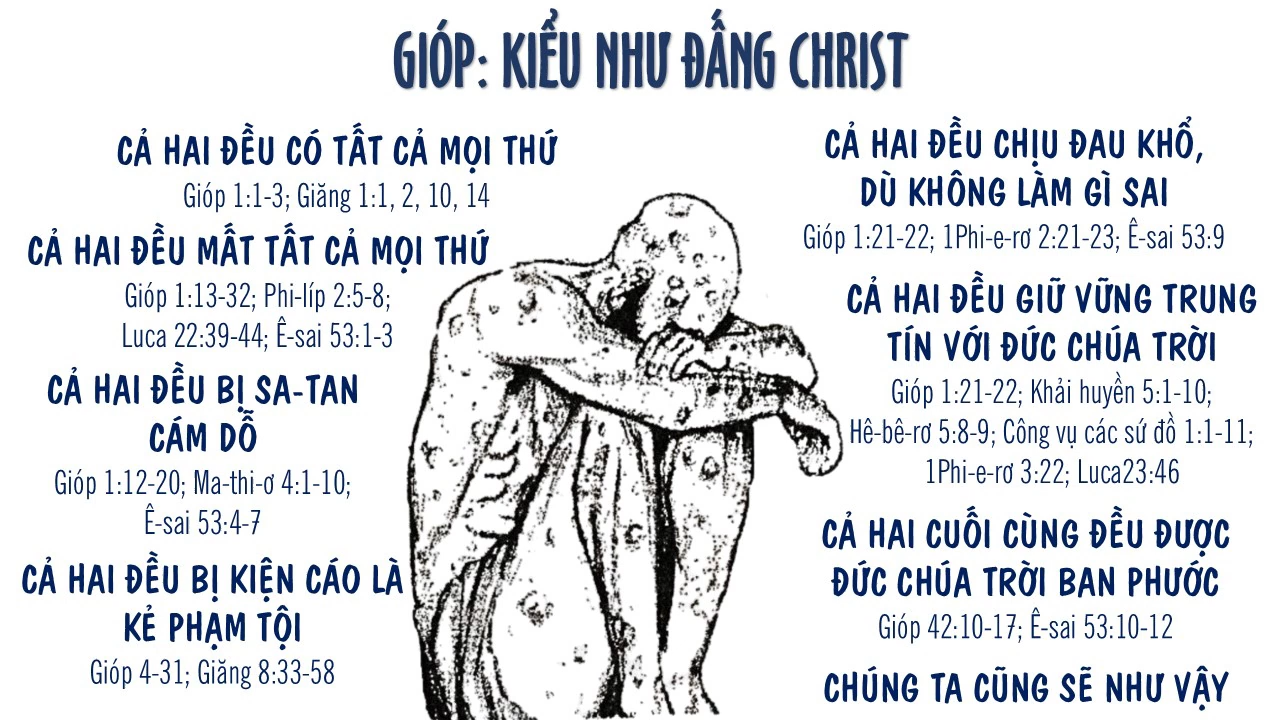 GIÓP: KIỂU NHƯ ĐẤNG CHRIST
CẢ HAI ĐỀU CÓ TẤT CẢ MỌI THỨ
Gióp 1:1-3; Giăng 1:1, 2, 10, 14
CẢ HAI ĐỀU MẤT TẤT CẢ MỌI THỨ
Gióp 1:13-32; Phi-líp 2:5-8;
Luca 22:39-44; Ê-sai 53:1-3
CẢ HAI ĐỀU BỊ SA-TAN
CÁM DỖ
Gióp 1:12-20; Ma-thi-ơ 4:1-10;
Ê-sai 53:4-7
CẢ HAI ĐỀU BỊ KIỆN CÁO LÀ
KẺ PHẠM TỘI
Gióp 4-31; Giăng 8:33-58
CẢ HAI ĐỀU CHỊU ĐAU KHỔ,
DÙ KHÔNG LÀM GÌ SAI
Gióp 1:21-22; 1Phi-e-rơ 2:21-23; Ê-sai 53:9
CẢ HAI ĐỀU GIỮ VỮNG TRUNG
TÍN VỚI ĐỨC CHÚA TRỜI
Gióp 1:21-22; Khải huyền 5:1-10;
Hê-bê-rơ 5:8-9; Công vụ các sứ đồ 1:1-11;
1Phi-e-rơ 3:22; Luca23:46
CẢ HAI CUỐI CÙNG ĐỀU ĐƯỢC
ĐỨC CHÚA TRỜI BAN PHƯỚC
Gióp 42:10-17; Ê-sai 53:10-12
CHÚNG TA CŨNG SẼ NHƯ VẬY